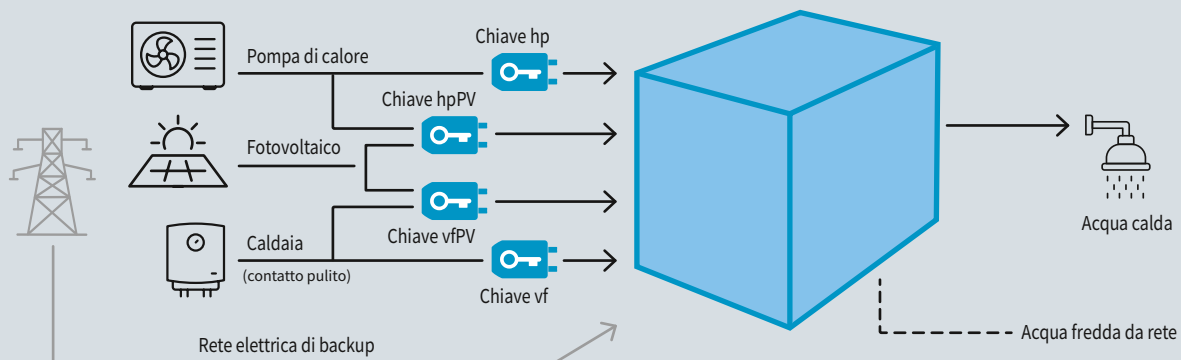 Chiave hp
Pompa di calore
Chiave hpPV
Fotovoltaico
Chiave vfPV
Caldaia
(contatto pulito)
Chiave vf
Rete elettrica di backup
Acqua calda
Acqua fredda da rete